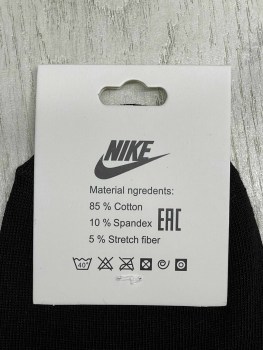 NIKE
Material ngredents:
85 % Cotton
10 % Spandex EAC
5 % Stretch fiber
40°